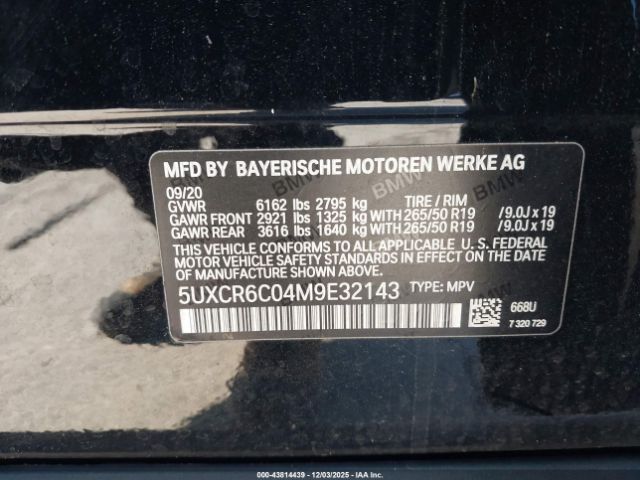 MFD BY BAYERISCHE MOTOREN WERKE AG
09/20
GVWR 6162 lbs 2795 kg TIRE / RIM
GAWR FRONT 2921 lbs 1325 kg WITH 265/50 R19 /9.0J x 19
GAWR REAR 3616 lbs 1640 kg WITH 265/50 R19 /9.0J x 19
THIS VEHICLE CONFORMS TO ALL APPLICABLE U. S. FEDERAL
MOTOR VEHICLE SAFETY STANDARDS IN EFFECT ON THE
DATE OF MANUFACTURE SHOWN ABOVE.
5UXCR6C04M9E32143 TYPE: MPV
668U
7 320 729
000-43814439 - 12/03/2025 - IAA Inc.